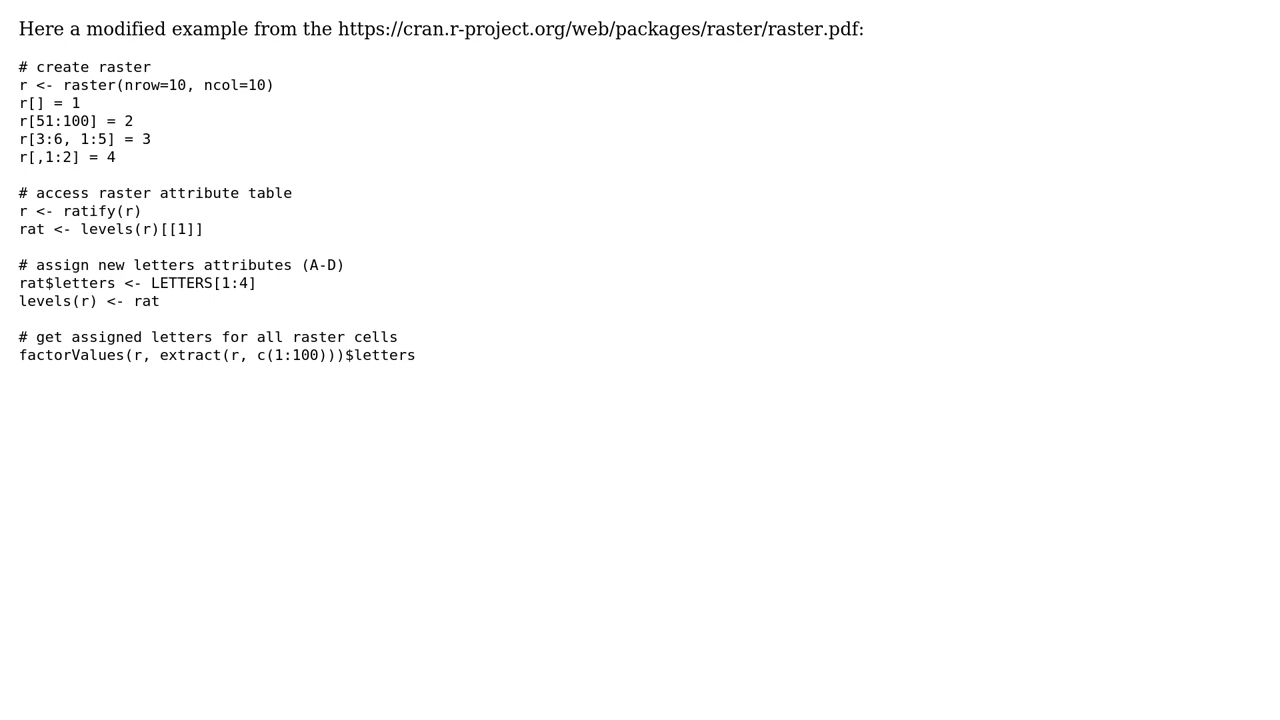 Here a modified example from the https://cran.r-project.org/web/packages/raster/raster.pdf:
# create raster
r <- raster(nrow=10, ncol=10)
r[] = 1
r[51:100] = 2
r[3:6, 1:5] = 3
r[,1:2] = 4
# access raster attribute table
r <- ratify(r)
rat <- levels(r)[[1]]
# assign new letters attributes (A-D)
rat$letters <- LETTERS[1:4]
levels(r) <- rat
# get assigned letters for all raster cells
factorValues(r, extract(r, c(1:100)))$letters